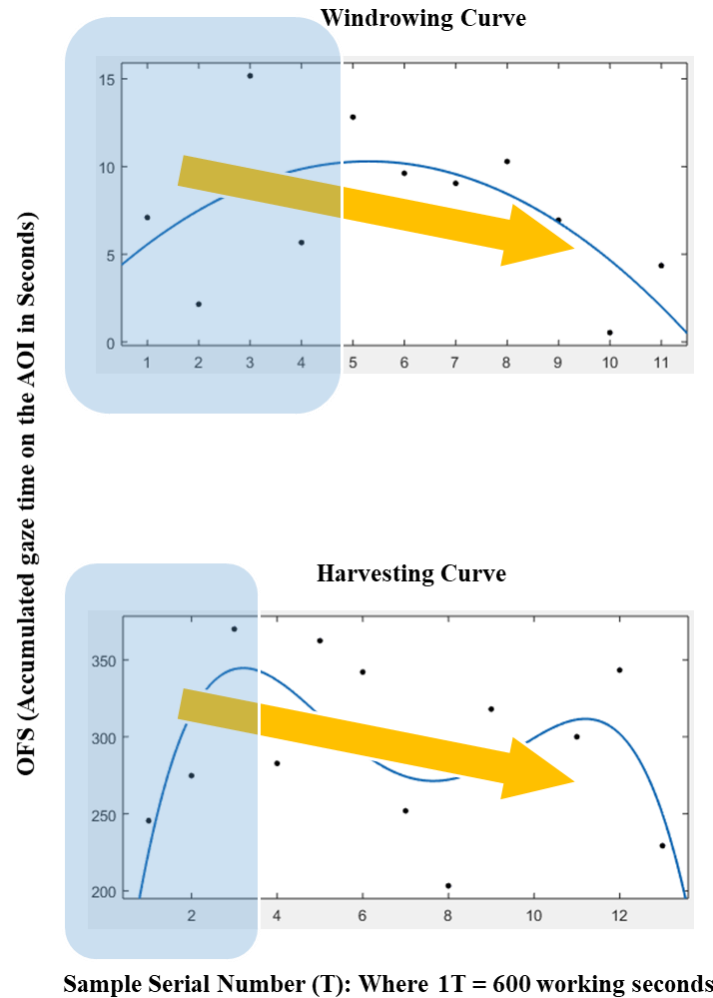 Windrowing Curve
15
10
5
0
1 2 3 4 5 6 7 8 9 10 11
OFS (Accumulated gaze time on the AOI in Seconds)
Harvesting Curve
350
300
250
200
2 4 6 8 10 12
Sample Serial Number (T): Where 1T = 600 working seconds